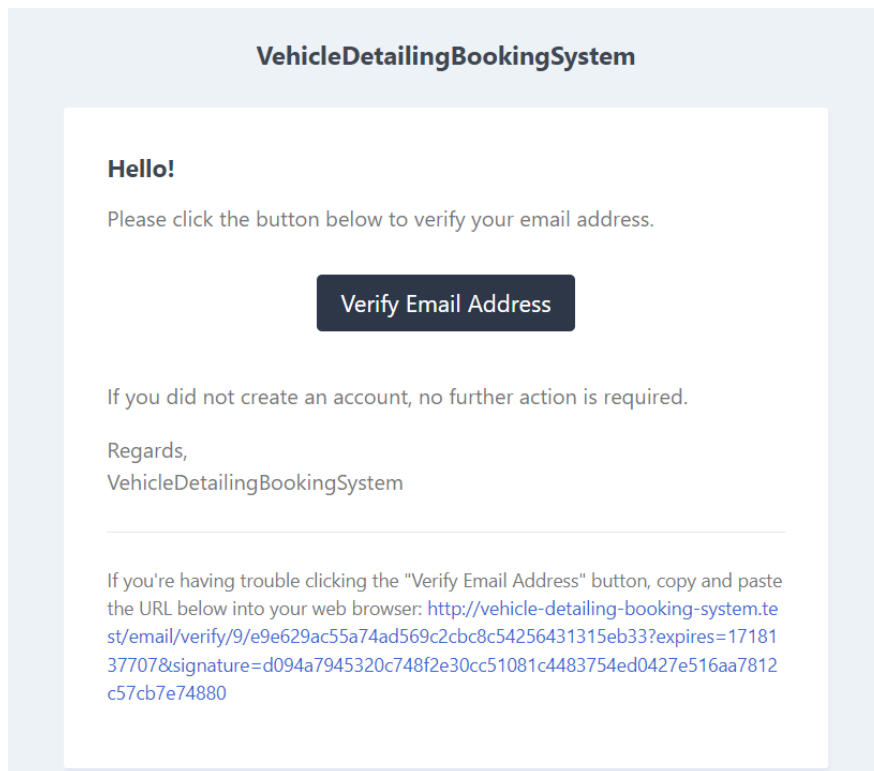 VehicleDetailingBookingSystem
Hello!
Please click the button below to verify your email address.
Verify Email Address
If you did not create an account, no further action is required.
Regards,
VehicleDetailingBookingSystem
If you're having trouble clicking the "Verify Email Address" button, copy and paste
the URL below into your web browser: http://vehicle-detailing-booking-system.te
st/email/verify/9/e9e629ac55a74ad569c2cbc8c54256431315eb33?expires=1718
137707&signature=d094a7945320c748f2e30cc51081c4483754ed0427e516aa7812
c57cb7e74880